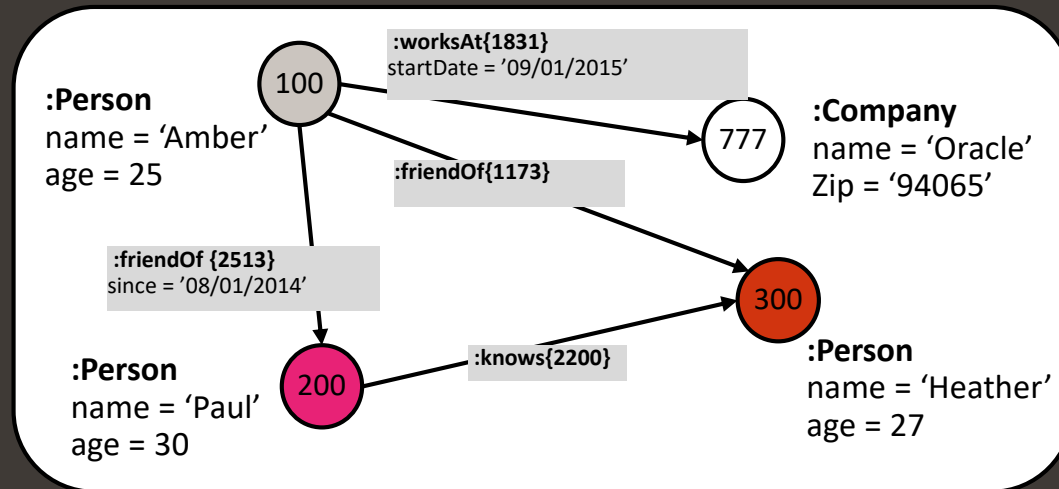 :worksAt{1831}
startDate = '09/01/2015'
100
:Person
name = ‘Amber’
age = 25
777
:Company
name = ‘Oracle’
Zip = ‘94065’
:friendOf{1173}
:friendOf {2513}
since = '08/01/2014’
300
:knows{2200}
200
:Person
name = ‘Paul’
age = 30
:Person
name = ‘Heather’
age = 27